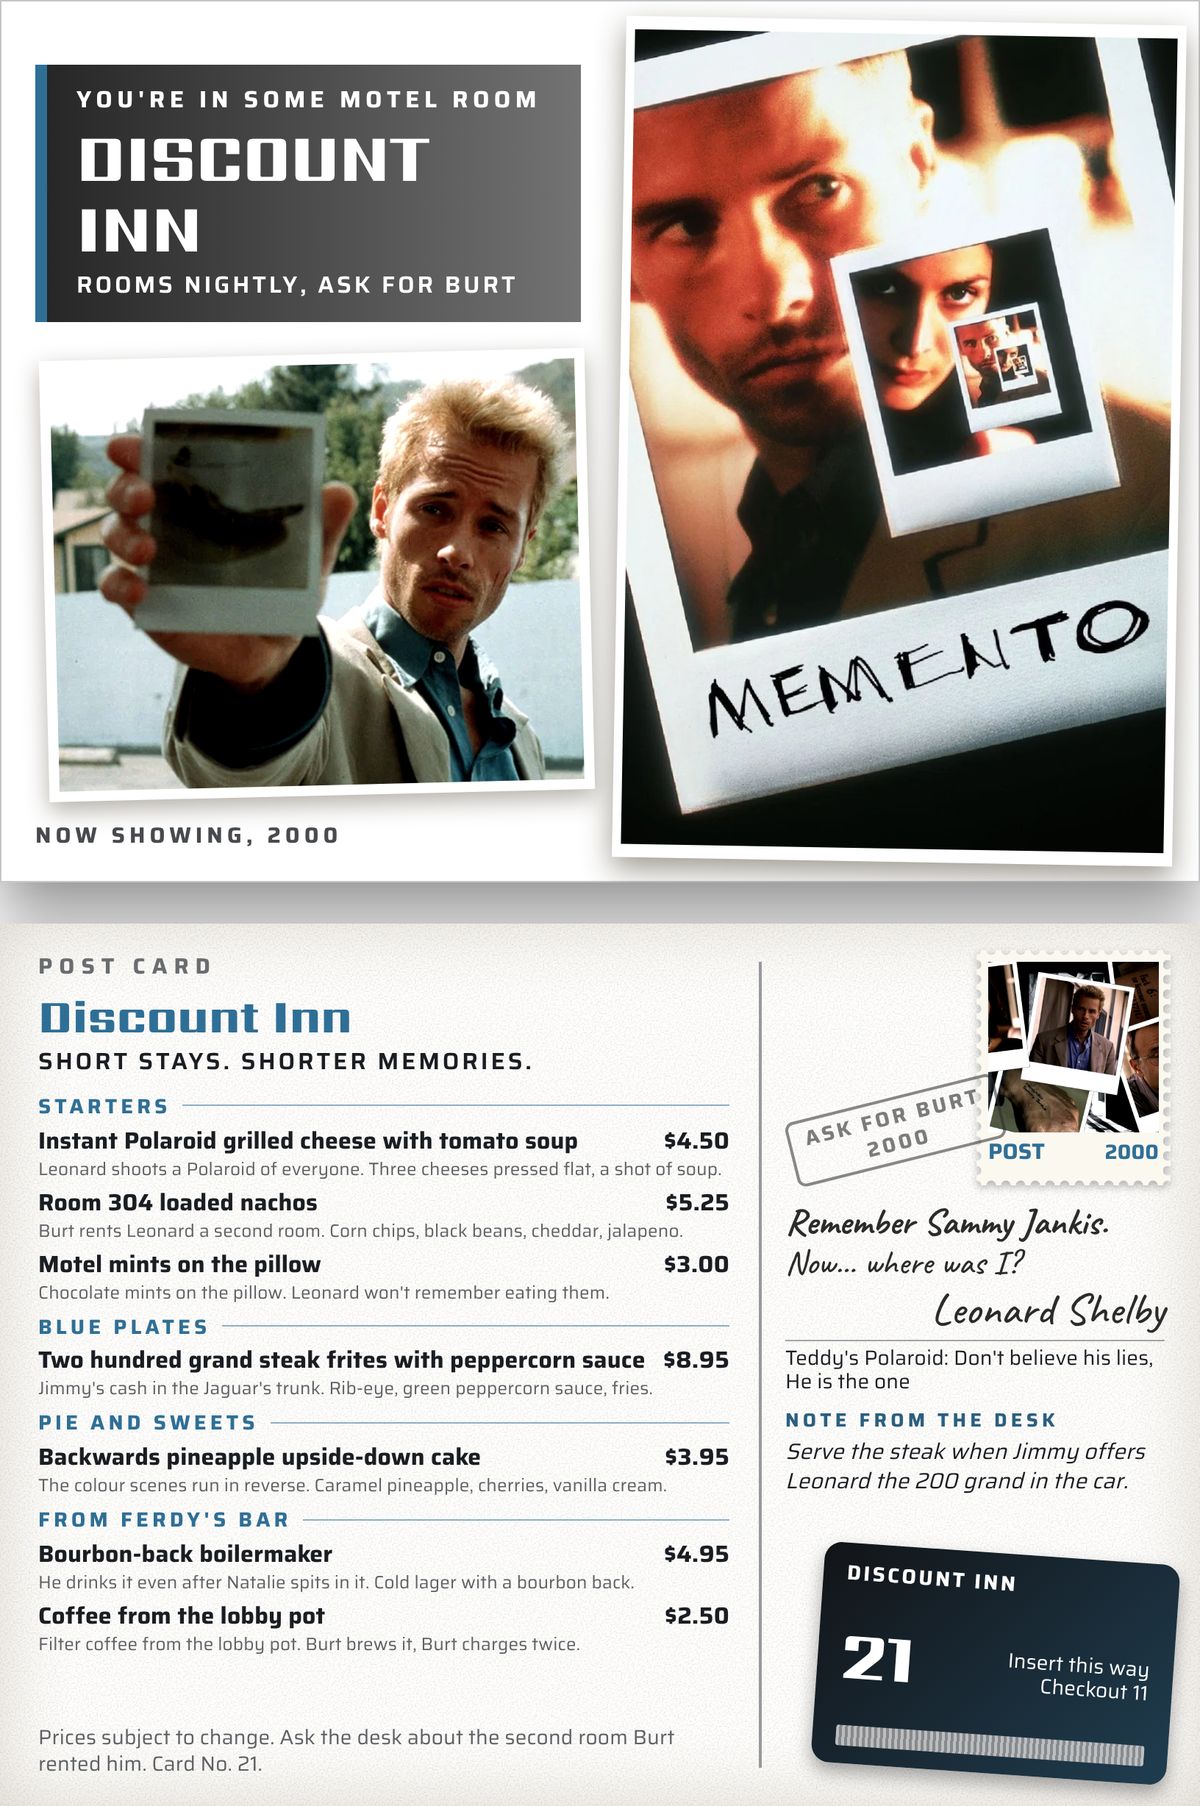 YOU'RE IN SOME MOTEL ROOM
DISCOUNT
INN
ROOMS NIGHTLY, ASK FOR BURT
MEMENTO
NOW SHOWING, 2000
POST CARD
Discount Inn
SHORT STAYS. SHORTER MEMORIES.
STARTERS
Instant Polaroid grilled cheese with tomato soup $4.50
Leonard shoots a Polaroid of everyone. Three cheeses pressed flat, a shot of soup.
Room 304 loaded nachos $5.25
Burt rents Leonard a second room. Corn chips, black beans, cheddar, jalapeno.
Motel mints on the pillow $3.00
Chocolate mints on the pillow. Leonard won't remember eating them.
BLUE PLATES
Two hundred grand steak frites with peppercorn sauce $8.95
Jimmy's cash in the Jaguar's trunk. Rib-eye, green peppercorn sauce, fries.
PIE AND SWEETS
Backwards pineapple upside-down cake $3.95
The colour scenes run in reverse. Caramel pineapple, cherries, vanilla cream.
FROM FERDY'S BAR
Bourbon-back boilermaker $4.95
He drinks it even after Natalie spits in it. Cold lager with a bourbon back.
Coffee from the lobby pot $2.50
Filter coffee from the lobby pot. Burt brews it, Burt charges twice.
Prices subject to change. Ask the desk about the second room Burt
rented him. Card No. 21.
ASK FOR BURT
2000
POST 2000
Remember Sammy Jankis.
Now... where was I?
Leonard Shelby
Teddy's Polaroid: Don't believe his lies,
He is the one
NOTE FROM THE DESK
Serve the steak when Jimmy offers
Leonard the 200 grand in the car.
DISCOUNT INN
21
Insert this way
Checkout 11